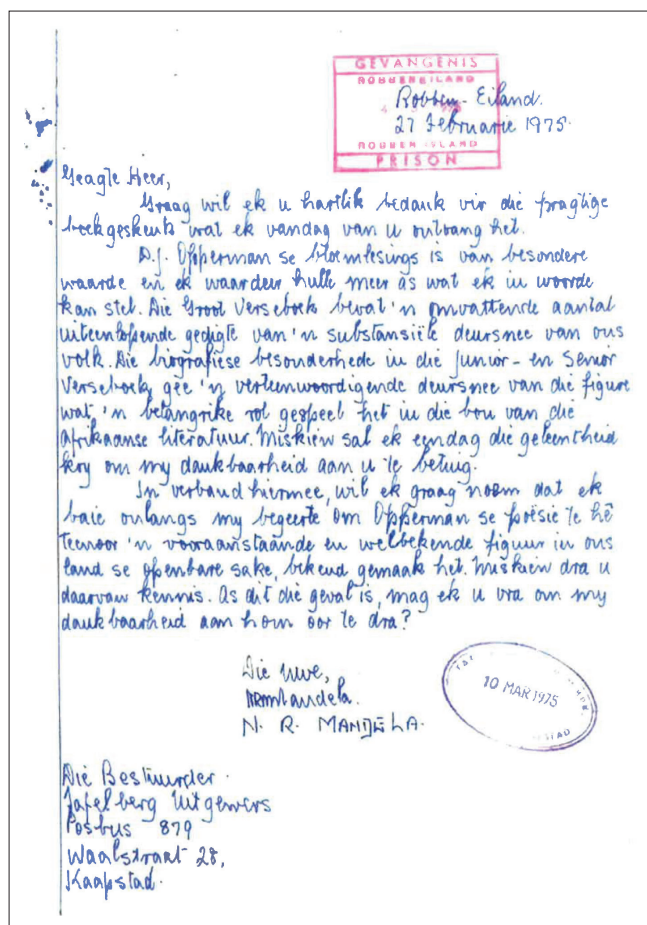 GEVANGENIS
ROBBENEILAND
ROBBEN ISLAND
PRISON
Robben-Eiland.
27 Februarie 1975.
Geagte Heer,
Graag wil ek u hartlik bedank vir die pragtige
boekgeskenk wat ek vandag van u ontvang het.
D.J. Opperman se bloemlesings is van besondere
waarde en ek waardeer hulle meer as wat ek in woorde
kan stel. Die Groot Verseboek bevat 'n omvattende aantal
uiteenlopende gedigte van 'n substansiële deursnee van ons
volk. Die biografiese besonderhede in die Junior- en Senior
Verseboek gee 'n verteenwoordigende deursnee van die figure
wat 'n belangrike rol gespeel het in die bou van die
Afrikaanse literatuur. Miskien sal ek eendag die geleentheid
kry om my dankbaarheid aan u te betuig.
In verband hiermee, wil ek graag noem dat ek
baie onlangs my begeerte om Opperman se poësie te hê
teenoor 'n vooraanstaande en welbekende figuur in ons
land se openbare sake, bekend gemaak het. Miskien dra u
daarvan kennis. As dit die geval is, mag ek u vra om my
dankbaarheid aan hom oor te dra?
Die uwe,
NRMandela.
N. R. MANDELA.
10 MAR 1975
Die Bestuurder.
Tafelberg Uitgewers
Posbus 879
Waalstraat 28,
Kaapstad.